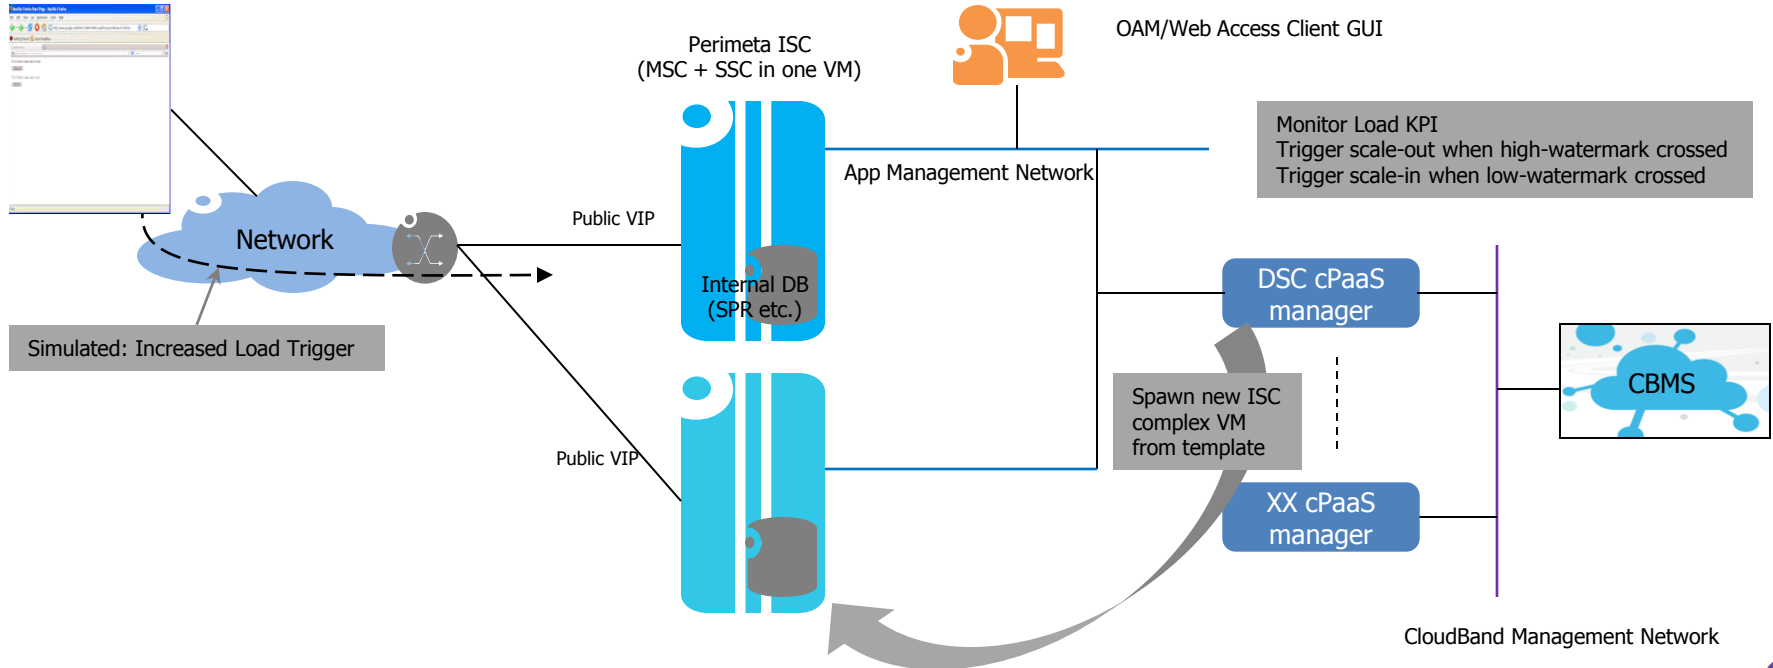 Perimeta ISC
(MSC + SSC in one VM)
OAM/Web Access Client GUI
Monitor Load KPI
Trigger scale-out when high-watermark crossed
Trigger scale-in when low-watermark crossed
App Management Network
Public VIP
Network
Internal DB
(SPR etc.)
DSC cPaaS
manager
Simulated: Increased Load Trigger
CBMS
Spawn new ISC
complex VM
from template
Public VIP
XX cPaaS
manager
CloudBand Management Network